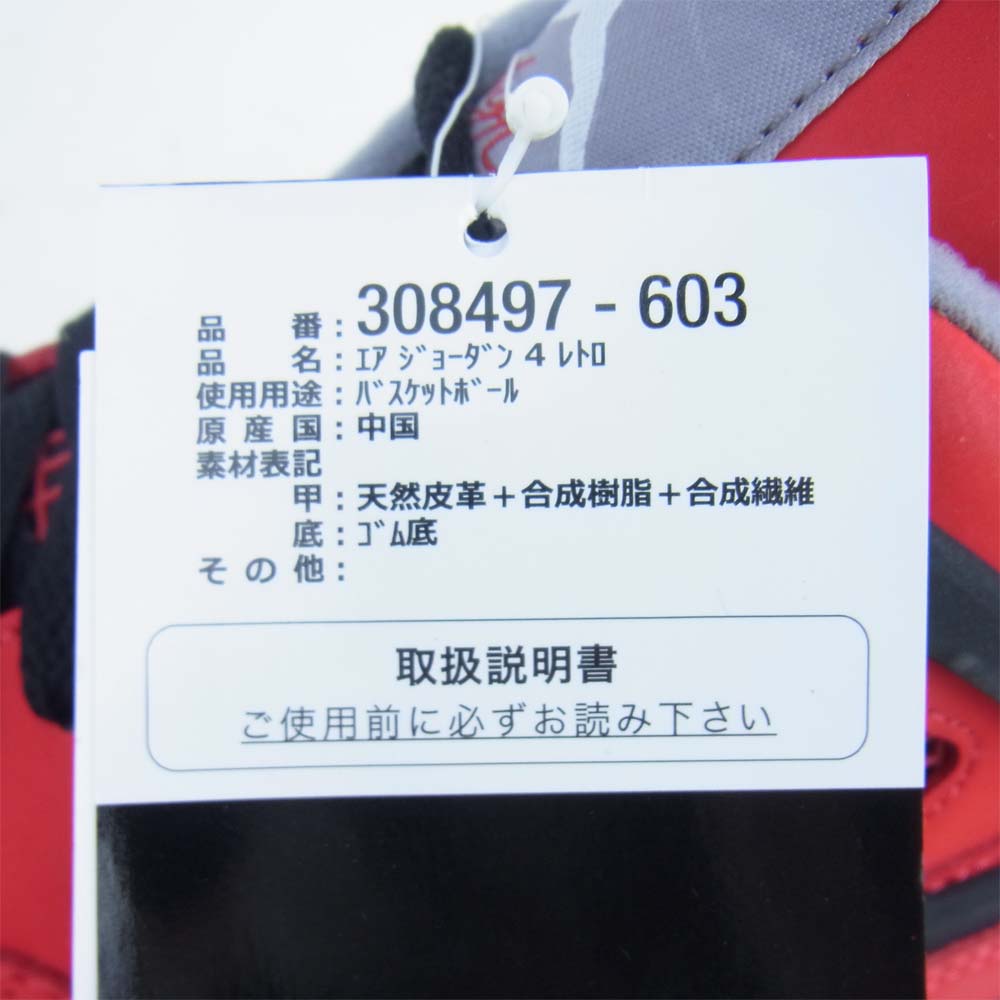 品番：308497 - 603
品名：ｴｱ ｼﾞｮｰﾀﾞﾝ 4 ﾚﾄﾛ
使用用途：ﾊﾞｽｹｯﾄﾎﾞｰﾙ
原産国：中国
素材表記
甲：天然皮革＋合成樹脂＋合成繊維
底：ｺﾞﾑ底
その他：
取扱説明書
ご使用前に必ずお読み下さい